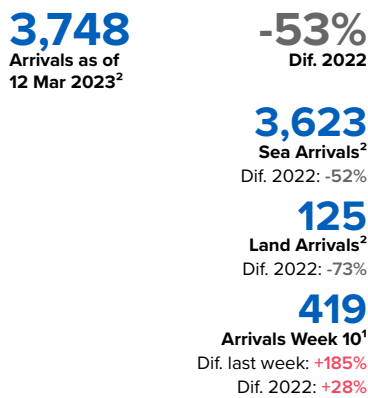 3,748
Arrivals as of
12 Mar 2023²
-53%
Dif. 2022
3,623
Sea Arrivals²
Dif. 2022: -52%
125
Land Arrivals²
Dif. 2022: -73%
419
Arrivals Week 10¹
Dif. last week: +185%
Dif. 2022: +28%